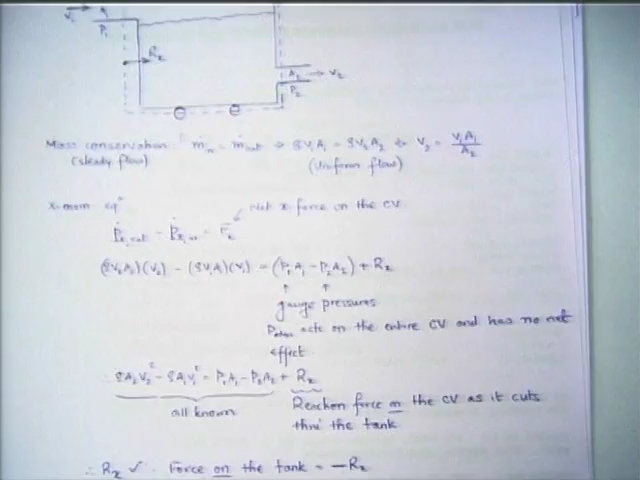 V₁ A₁
P₁
Rx
A₂ → V₂
P₂
Mass conservation : ṁin = ṁout ⇒ ρV₁A₁ = ρV₂A₂ ∴ V₂ = V₁A₁/A₂
(steady flow) (Uniform flow)
X-mom eqⁿ Net x force on the CV
Ṗx,out − Ṗx,in = Fx
(ρV₂A₂)(V₂) − (ρV₁A₁)(V₁) = (P₁A₁ − P₂A₂) + Rx
↑ ↑
gauge pressures
Patm acts on the entire CV and has no net
effect.
∴ ρA₂V₂² − ρA₁V₁² = P₁A₁ − P₂A₂ + Rx
all known
Reaction force on the CV as it cuts
thru the tank
∴ Rx ✓ Force on the tank = −Rx